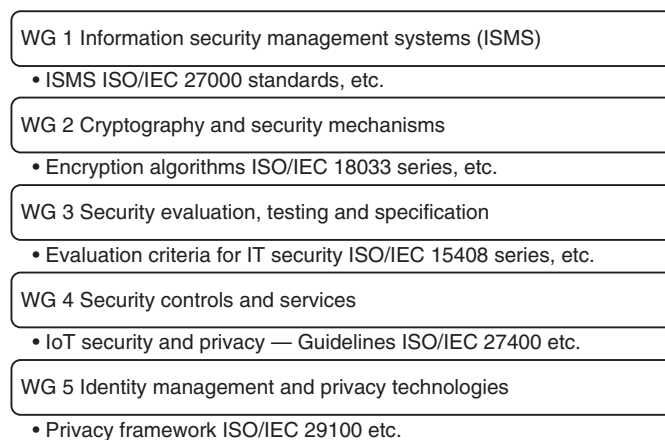 WG 1 Information security management systems (ISMS)
• ISMS ISO/IEC 27000 standards, etc.
WG 2 Cryptography and security mechanisms
• Encryption algorithms ISO/IEC 18033 series, etc.
WG 3 Security evaluation, testing and specification
• Evaluation criteria for IT security ISO/IEC 15408 series, etc.
WG 4 Security controls and services
• IoT security and privacy — Guidelines ISO/IEC 27400 etc.
WG 5 Identity management and privacy technologies
• Privacy framework ISO/IEC 29100 etc.